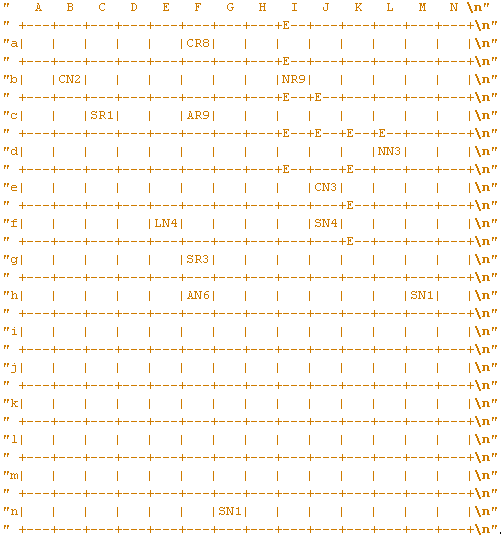 "   A   B   C   D   E   F   G   H   I   J   K   L   M   N \n"
" +---+---+---+---+---+---+---+---+E--+---+---+---+---+---+\n"
"a|   |   |   |   |   |CR8|   |   |   |   |   |   |   |   |\n"
" +---+---+---+---+---+---+---+---+E--+---+---+---+---+---+\n"
"b|   |CN2|   |   |   |   |   |   |NR9|   |   |   |   |   |\n"
" +---+---+---+---+---+---+---+---+E--+E--+---+---+---+---+\n"
"c|   |   |SR1|   |   |AR9|   |   |   |   |   |   |   |   |\n"
" +---+---+---+---+---+---+---+---+E--+E--+E--+E--+---+---+\n"
"d|   |   |   |   |   |   |   |   |   |   |   |NN3|   |   |\n"
" +---+---+---+---+---+---+---+---+E--+---+E--+---+---+---+\n"
"e|   |   |   |   |   |   |   |   |   |CN3|   |   |   |   |\n"
" +---+---+---+---+---+---+---+---+---+---+E--+---+---+---+\n"
"f|   |   |   |   |LN4|   |   |   |   |SN4|   |   |   |   |\n"
" +---+---+---+---+---+---+---+---+---+---+E--+---+---+---+\n"
"g|   |   |   |   |   |SR3|   |   |   |   |   |   |   |   |\n"
" +---+---+---+---+---+---+---+---+---+---+---+---+---+---+\n"
"h|   |   |   |   |   |AN6|   |   |   |   |   |   |SN1|   |\n"
" +---+---+---+---+---+---+---+---+---+---+---+---+---+---+\n"
"i|   |   |   |   |   |   |   |   |   |   |   |   |   |   |\n"
" +---+---+---+---+---+---+---+---+---+---+---+---+---+---+\n"
"j|   |   |   |   |   |   |   |   |   |   |   |   |   |   |\n"
" +---+---+---+---+---+---+---+---+---+---+---+---+---+---+\n"
"k|   |   |   |   |   |   |   |   |   |   |   |   |   |   |\n"
" +---+---+---+---+---+---+---+---+---+---+---+---+---+---+\n"
"l|   |   |   |   |   |   |   |   |   |   |   |   |   |   |\n"
" +---+---+---+---+---+---+---+---+---+---+---+---+---+---+\n"
"m|   |   |   |   |   |   |   |   |   |   |   |   |   |   |\n"
" +---+---+---+---+---+---+---+---+---+---+---+---+---+---+\n"
"n|   |   |   |   |   |   |SN1|   |   |   |   |   |   |   |\n"
" +---+---+---+---+---+---+---+---+---+---+---+---+---+---+\n".